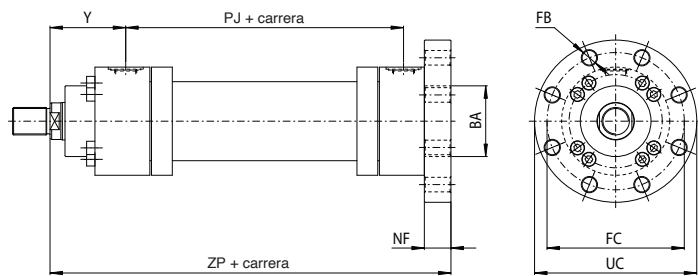 Y
PJ + carrera
FB
BA
NF
FC
ZP + carrera
UC